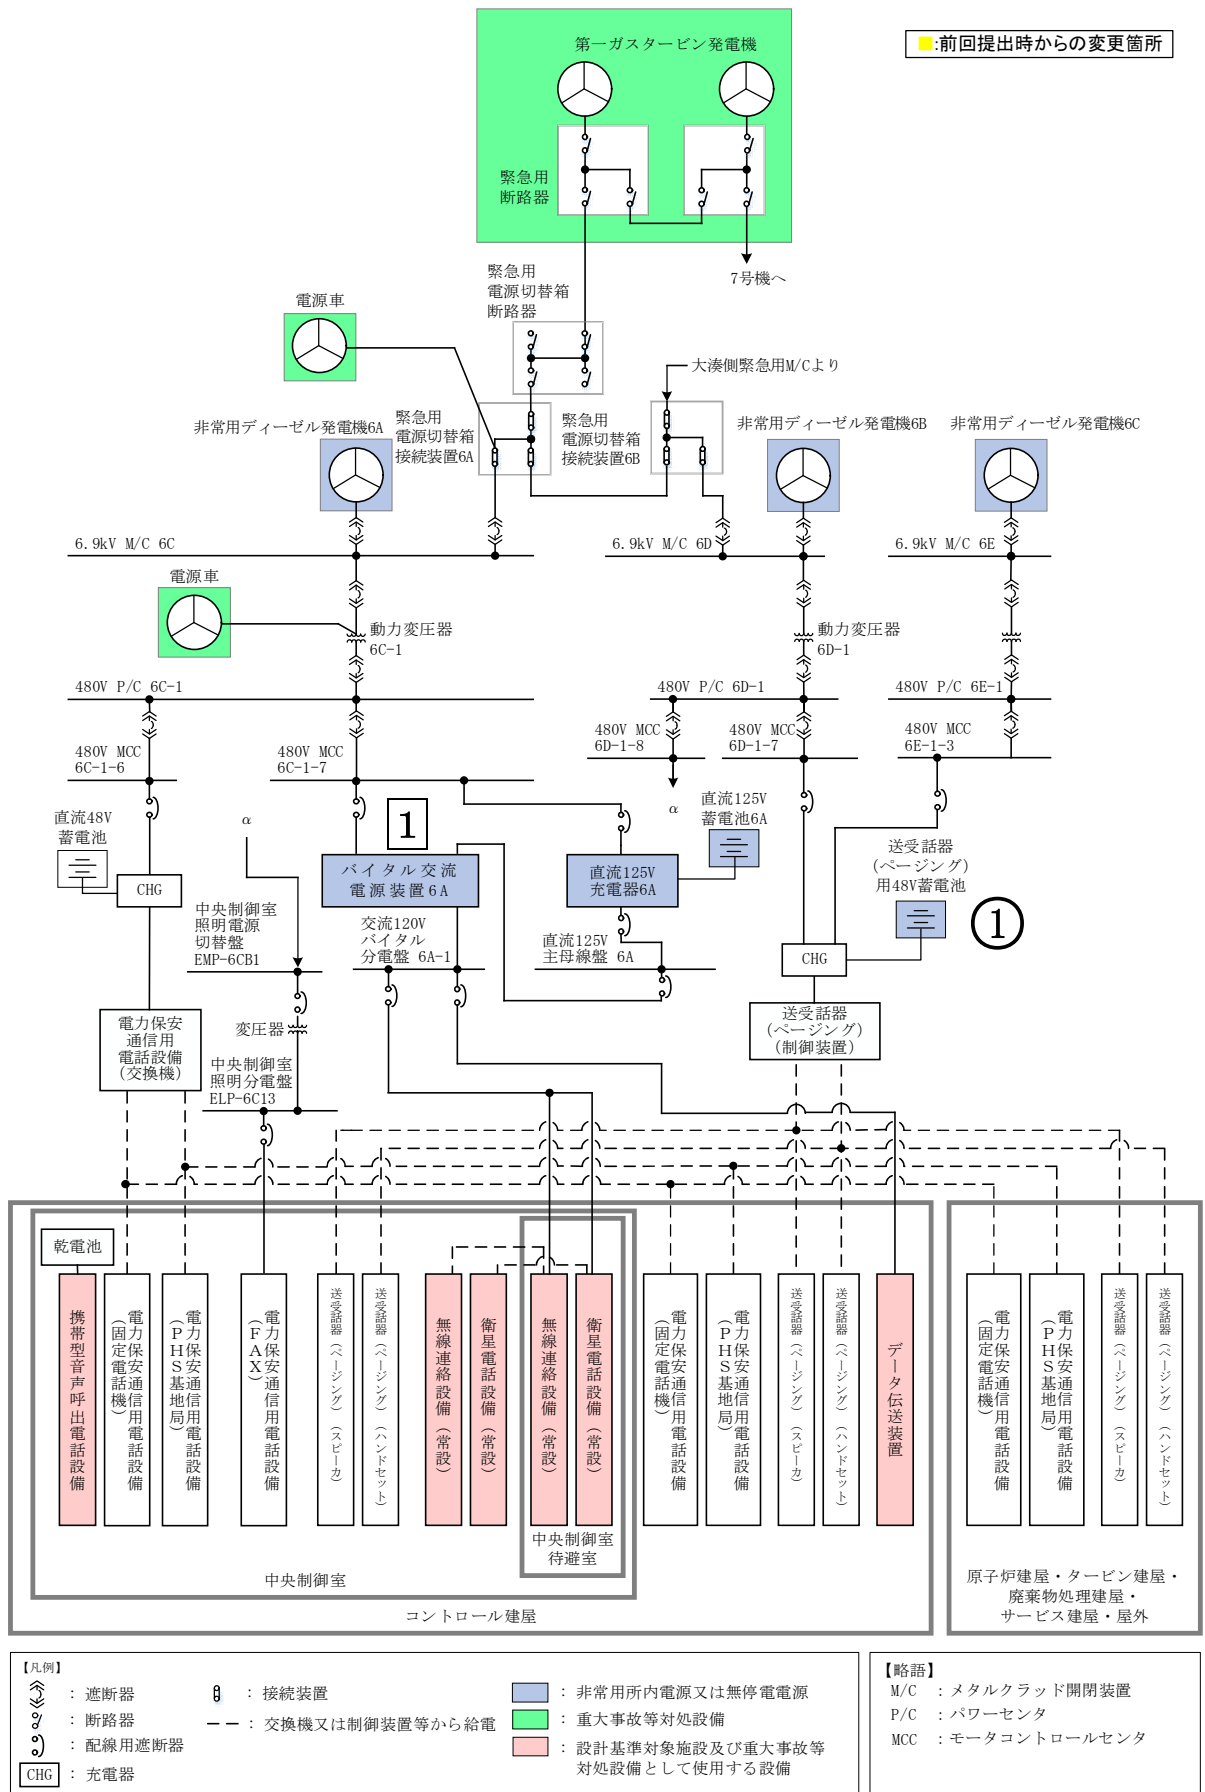 ■:前回提出時からの変更箇所
第一ガスタービン発電機
緊急用
断路器
7号機へ
緊急用
電源切替箱
断路器
電源車
大湊側緊急用M/Cより
非常用ディーゼル発電機6A
緊急用
電源切替箱
接続装置6A
緊急用
電源切替箱
接続装置6B
非常用ディーゼル発電機6B
非常用ディーゼル発電機6C
6.9kV M/C 6C
6.9kV M/C 6D
6.9kV M/C 6E
電源車
動力変圧器
6C-1
動力変圧器
6D-1
480V P/C 6C-1
480V P/C 6D-1
480V P/C 6E-1
480V MCC
6C-1-6
480V MCC
6C-1-7
480V MCC
6D-1-8
480V MCC
6D-1-7
480V MCC
6E-1-3
直流48V
蓄電池
α
1
α
直流125V
蓄電池6A
送受話器
(ページング)
用48V蓄電池
CHG
バイタル交流
電源装置6A
直流125V
充電器6A
1
中央制御室
照明電源
切替盤
EMP-6CB1
交流120V
バイタル
分電盤 6A-1
直流125V
主母線盤 6A
CHG
電力保安
通信用
電話設備
(交換機)
変圧器
送受話器
(ページング)
(制御装置)
中央制御室
照明分電盤
ELP-6C13
乾電池
携帯型音声呼出電話設備
電力保安通信用電話設備
(固定電話機)
電力保安通信用電話設備
(PHS基地局)
電力保安通信用電話設備
(FAX)
送受話器(ページング)(スピーカ)
送受話器(ページング)(ハンドセット)
無線連絡設備(常設)
衛星電話設備(常設)
無線連絡設備(常設)
衛星電話設備(常設)
電力保安通信用電話設備
(固定電話機)
電力保安通信用電話設備
(PHS基地局)
送受話器(ページング)(スピーカ)
送受話器(ページング)(ハンドセット)
データ伝送装置
電力保安通信用電話設備
(固定電話機)
電力保安通信用電話設備
(PHS基地局)
送受話器(ページング)(スピーカ)
送受話器(ページング)(ハンドセット)
中央制御室
待避室
中央制御室
コントロール建屋
原子炉建屋・タービン建屋・
廃棄物処理建屋・
サービス建屋・屋外
【凡例】
:遮断器
:断路器
:配線用遮断器
CHG :充電器
:接続装置
:交換機又は制御装置等から給電
:非常用所内電源又は無停電電源
:重大事故等対処設備
:設計基準対象施設及び重大事故等
対処設備として使用する設備
【略語】
M/C :メタルクラッド開閉装置
P/C :パワーセンタ
MCC :モータコントロールセンタ